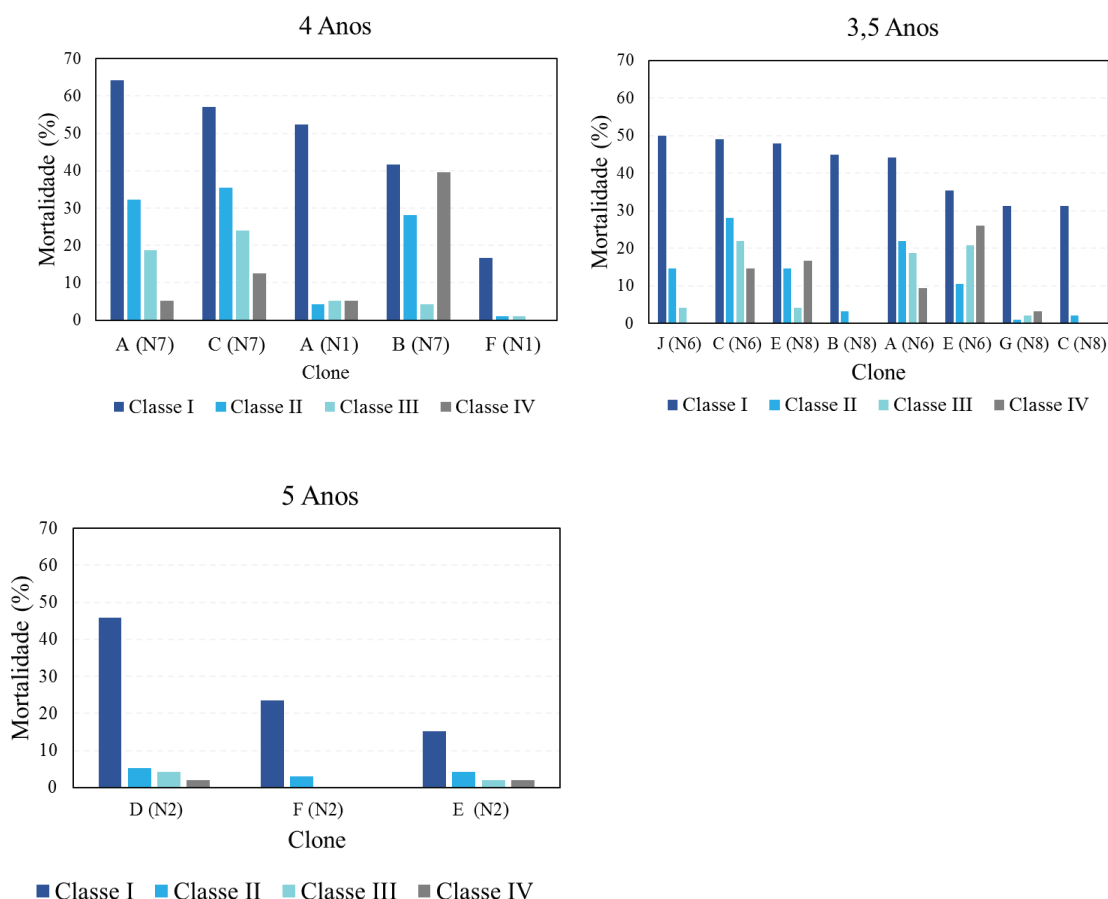 4 Anos
70
60
50
40
30
20
10
0
Mortalidade (%)
A (N7) C (N7) A (N1) B (N7) F (N1)
Clone
Classe I Classe II Classe III Classe IV
3,5 Anos
70
60
50
40
30
20
10
0
Mortalidade (%)
J (N6) C (N6) E (N8) B (N8) A (N6) E (N6) G (N8) C (N8)
Clone
Classe I Classe II Classe III Classe IV
5 Anos
70
60
50
40
30
20
10
0
Mortalidade (%)
D (N2) F (N2) E (N2)
Clone
Classe I Classe II Classe III Classe IV